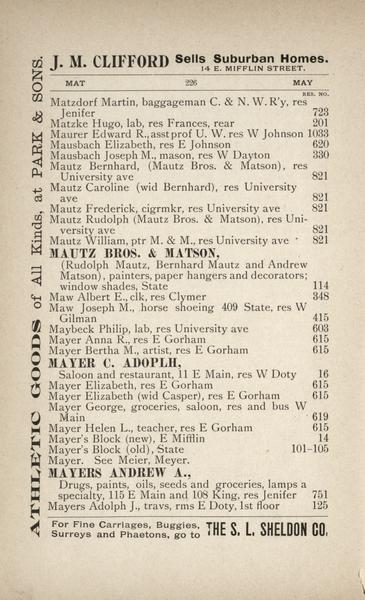 J. M. CLIFFORD Sells Suburban Homes.
14 E. MIFFLIN STREET.
MAT 226 MAY
RES. NO.
Matzdorf Martin, baggageman C. & N. W. R'y, res
Jenifer 723
Matzke Hugo, lab, res Frances, rear 201
Maurer Edward R., asst prof U. W. res W Johnson 1033
Mausbach Elizabeth, res E Johnson 620
Mausbach Joseph M., mason, res W Dayton 330
Mautz Bernhard, (Mautz Bros. & Matson), res
University ave 821
Mautz Caroline (wid Bernhard), res University
ave 821
Mautz Frederick, cigrmkr, res University ave 821
Mautz Rudolph (Mautz Bros. & Matson), res Uni-
versity ave 821
Mautz William, ptr M. & M., res University ave 821
MAUTZ BROS. & MATSON,
(Rudolph Mautz, Bernhard Mautz and Andrew
Matson), painters, paper hangers and decorators;
window shades, State 114
Maw Albert E., clk, res Clymer 348
Maw Joseph M., horse shoeing 409 State, res W
Gilman 415
Maybeck Philip, lab, res University ave 603
Mayer Anna R., res E Gorham 615
Mayer Bertha M., artist, res E Gorham 615
MAYER C. ADOPLH,
Saloon and restaurant, 11 E Main, res W Doty 16
Mayer Elizabeth, res E Gorham 615
Mayer Elizabeth (wid Casper), res E Gorham 615
Mayer George, groceries, saloon, res and bus W
Main 619
Mayer Helen L., teacher, res E Gorham 615
Mayer's Block (new), E Mifflin 14
Mayer's Block (old), State 101-105
Mayer. See Meier, Meyer.
MAYERS ANDREW A.,
Drugs, paints, oils, seeds and groceries, lamps a
specialty, 115 E Main and 108 King, res Jenifer 751
Mayers Adolph J., travs, rms E Doty, 1st floor 125
For Fine Carriages, Buggies,
Surreys and Phaetons, go to THE S. L. SHELDON CO.
ATHLETIC GOODS of All Kinds, at PARK & SONS.